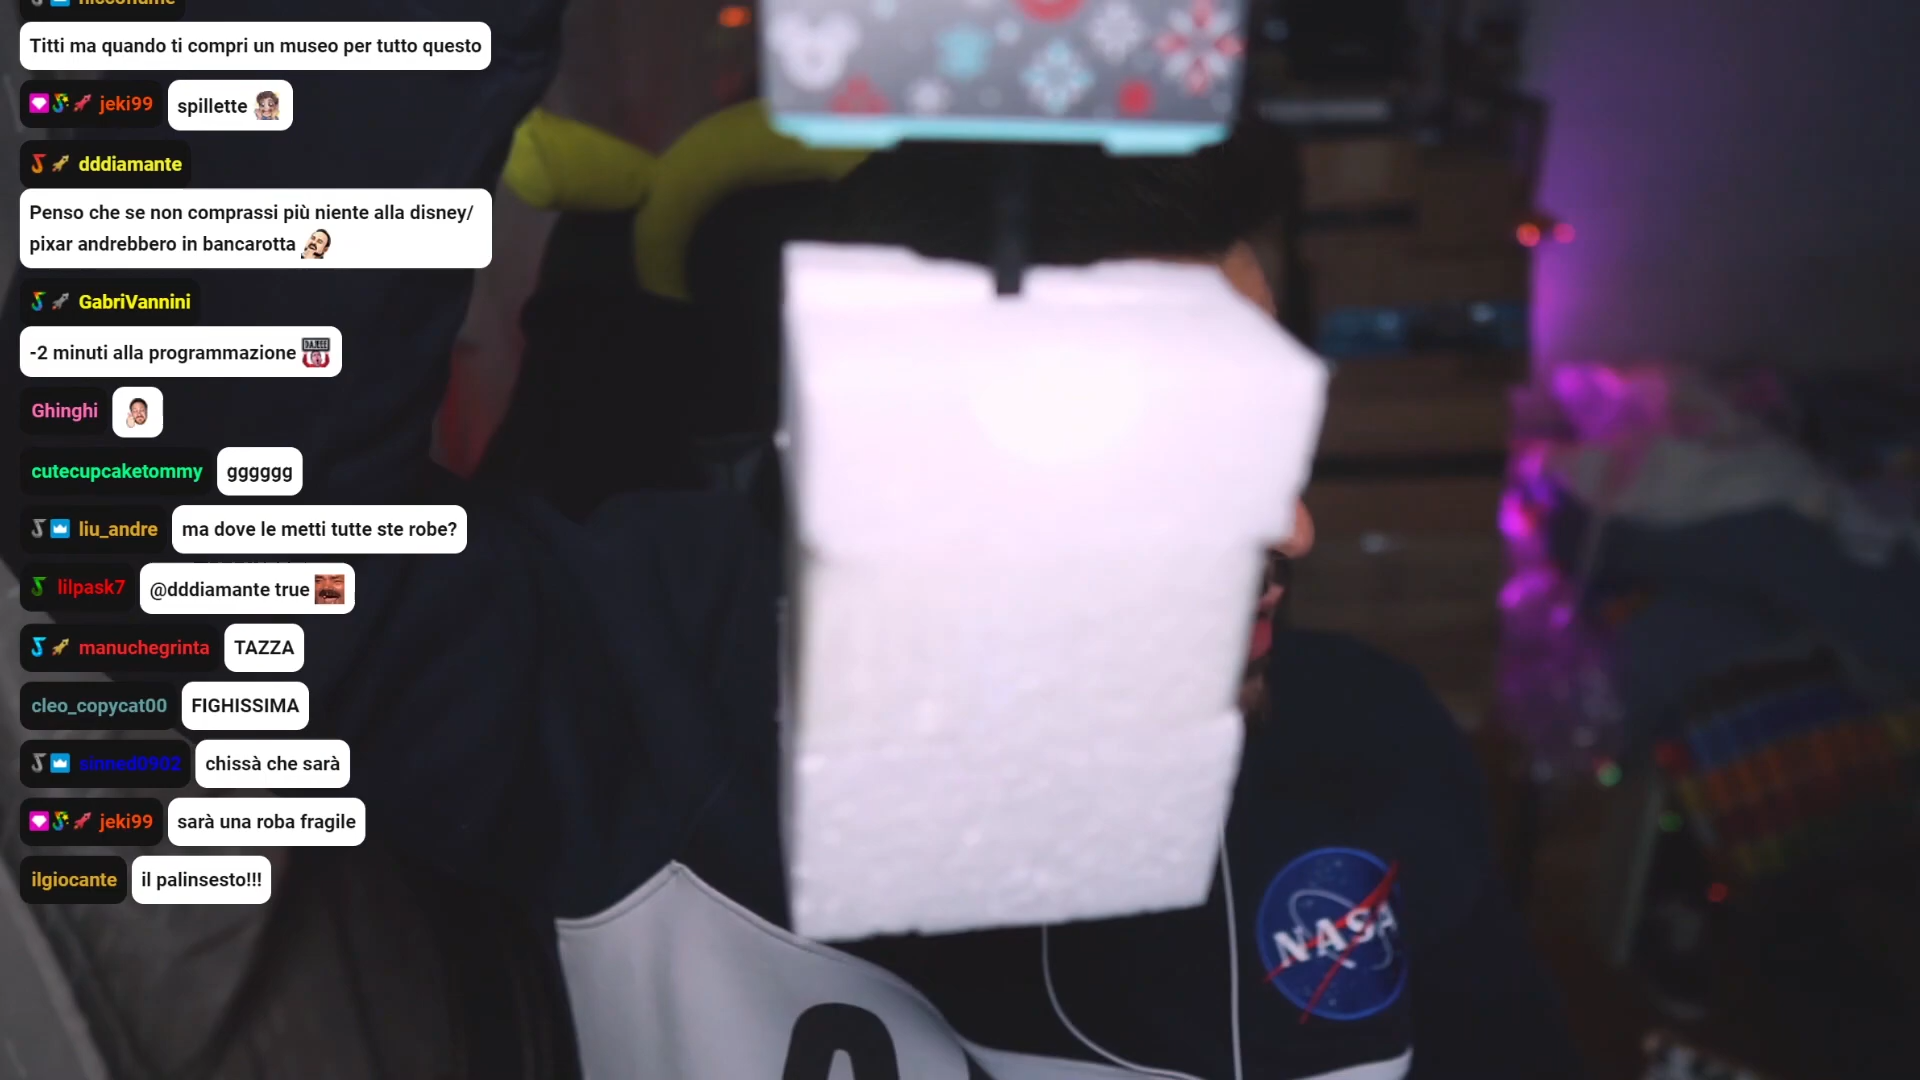 Titti ma quando ti compri un museo per tutto questo
jeki99 spillette
dddiamante
Penso che se non comprassi più niente alla disney/
pixar andrebbero in bancarotta
GabriVannini
-2 minuti alla programmazione
Ghinghi
cutecupcaketommy gggggg
liu_andre ma dove le metti tutte ste robe?
lilpask7 @dddiamante true
manuchegrinta TAZZA
cleo_copycat00 FIGHISSIMA
sinned0902 chissà che sarà
jeki99 sarà una roba fragile
ilgiocante il palinsesto!!!
NASA